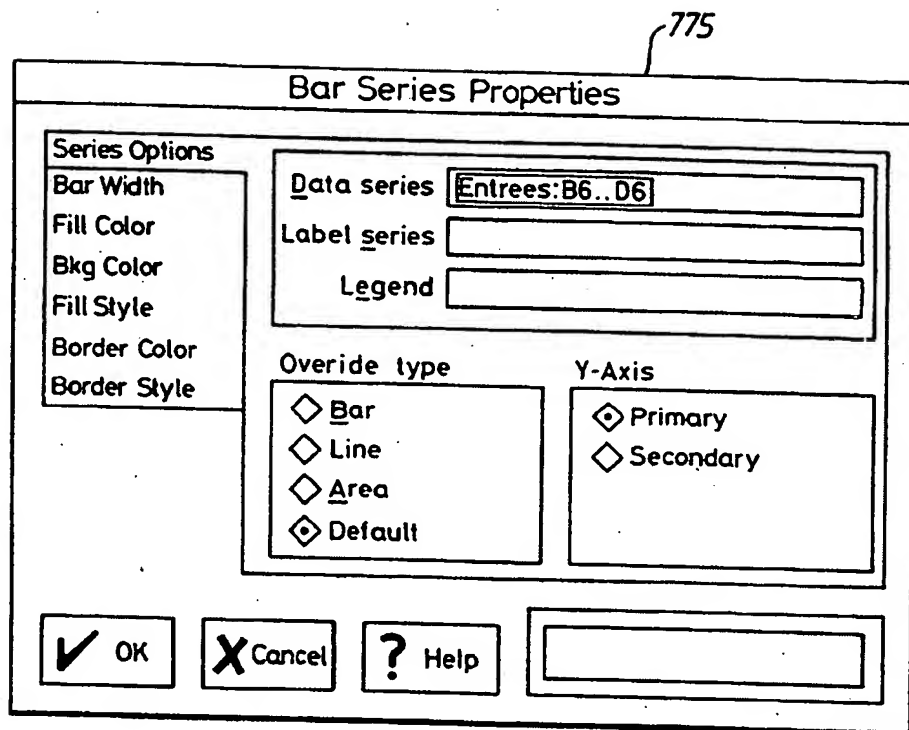 775
Bar Series Properties
Series Options
Bar Width
Fill Color
Bkg Color
Fill Style
Border Color
Border Style
Data series Entrees:B6..D6
Label series
Legend
Overide type
Bar
Line
Area
Default
Y-Axis
Primary
Secondary
OK
Cancel
? Help